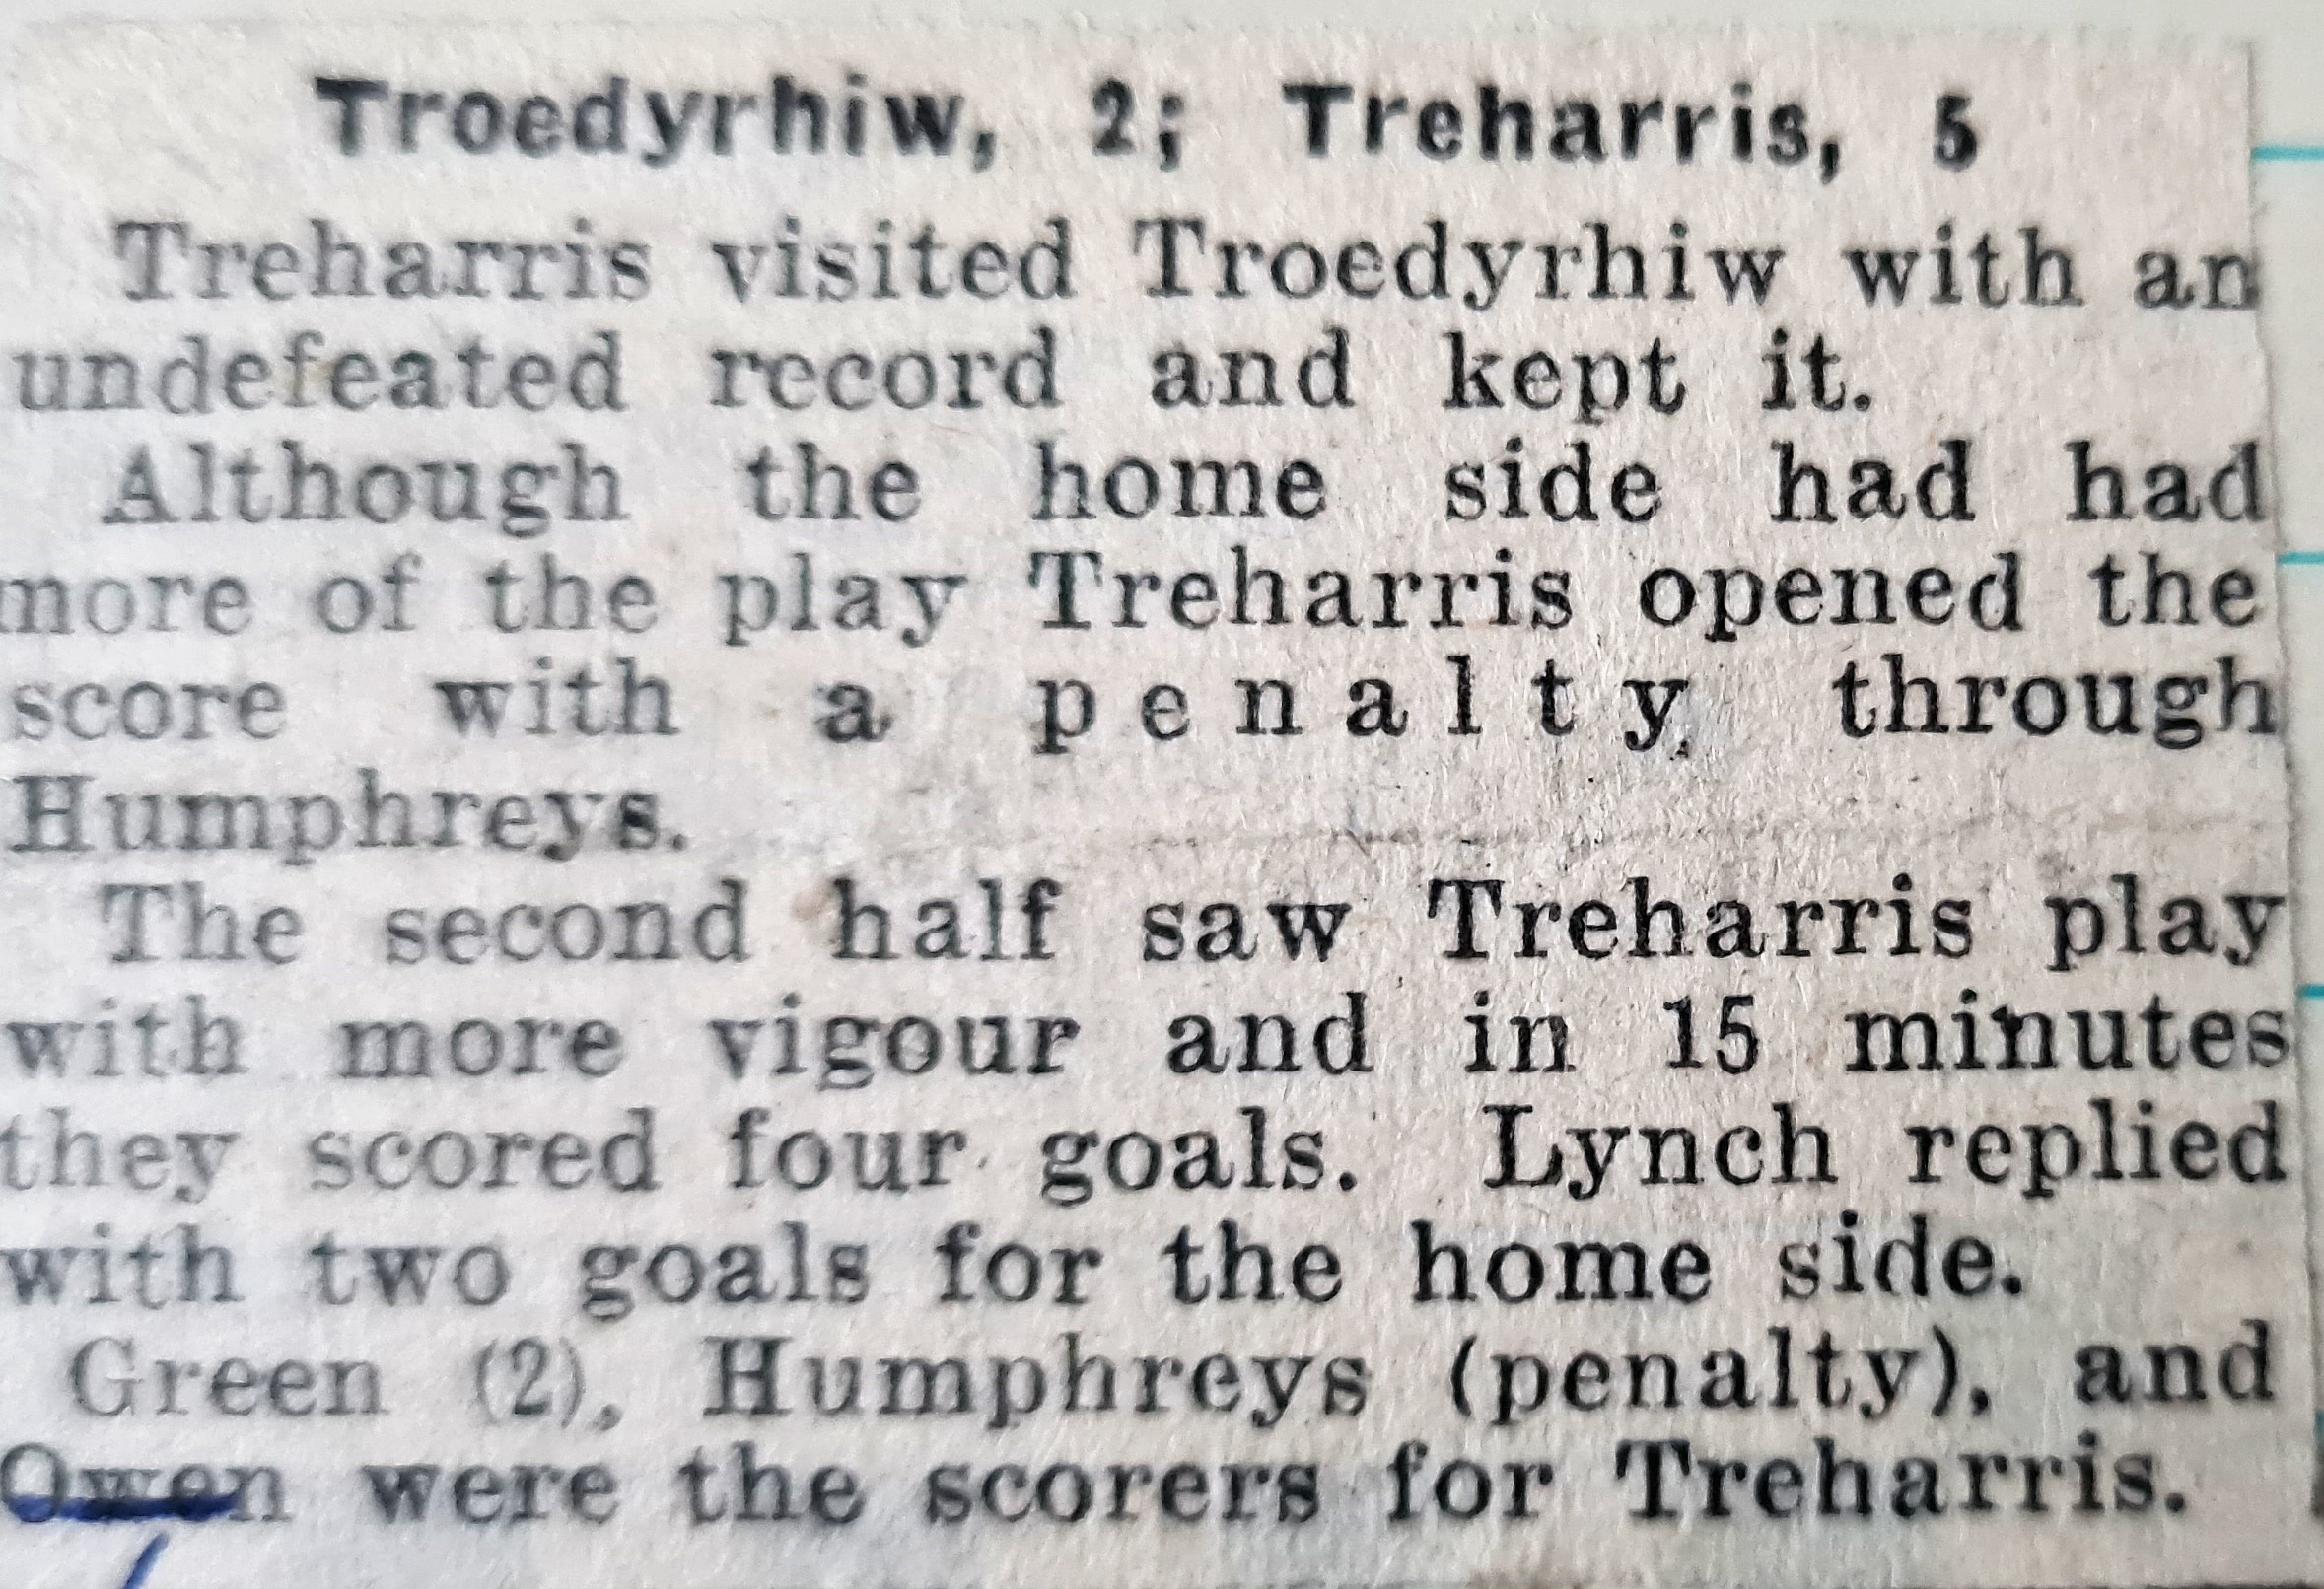 Troedyrhiw, 2; Treharris, 5
Treharris visited Troedyrhiw with an
undefeated record and kept it.
Although the home side had had
more of the play Treharris opened the
score with a penalty through
Humphreys.
The second half saw Treharris play
with more vigour and in 15 minutes
they scored four goals. Lynch replied
with two goals for the home side.
Green (2), Humphreys (penalty), and
Owen were the scorers for Treharris.